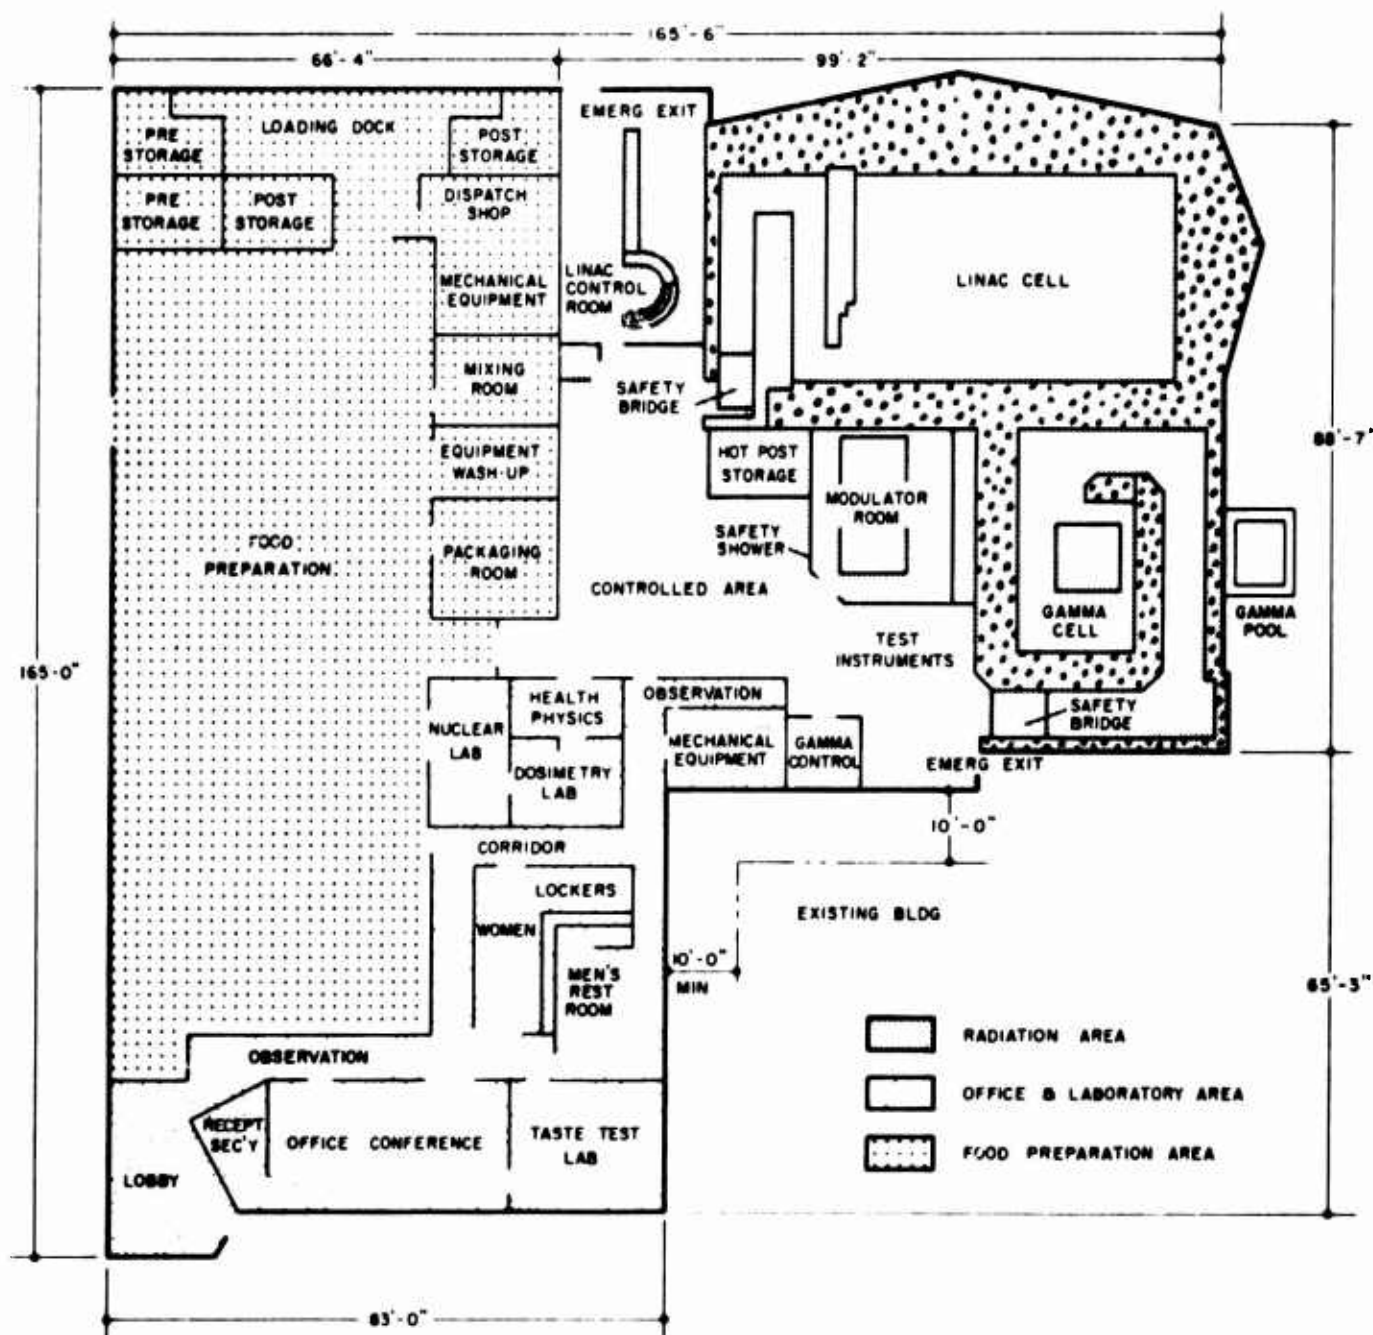 165'-6"
66'-4"
99'-2"
EMERG EXIT
PRE
STORAGE
LOADING DOCK
POST
STORAGE
PRE
STORAGE
POST
STORAGE
DISPATCH
SHOP
LINAC
CONTROL
ROOM
LINAC CELL
MECHANICAL
EQUIPMENT
MIXING
ROOM
SAFETY
BRIDGE
88'-7"
EQUIPMENT
WASH-UP
HOT POST
STORAGE
MODULATOR
ROOM
SAFETY
SHOWER
FOOD
PREPARATION
PACKAGING
ROOM
CONTROLLED AREA
GAMMA
CELL
GAMMA
POOL
TEST
INSTRUMENTS
165-0"
HEALTH
PHYSICS
OBSERVATION
NUCLEAR
LAB
SAFETY
BRIDGE
MECHANICAL
EQUIPMENT
GAMMA
CONTROL
EMERG EXIT
DOSIMETRY
LAB
10'-0"
CORRIDOR
LOCKERS
WOMEN
EXISTING BLDG
10'-0"
MIN
MEN'S
REST
ROOM
65'-3"
OBSERVATION
RADIATION AREA
OFFICE & LABORATORY AREA
FOOD PREPARATION AREA
RECEPT
SEC'Y
OFFICE CONFERENCE
TASTE TEST
LAB
LOBBY
83'-0"